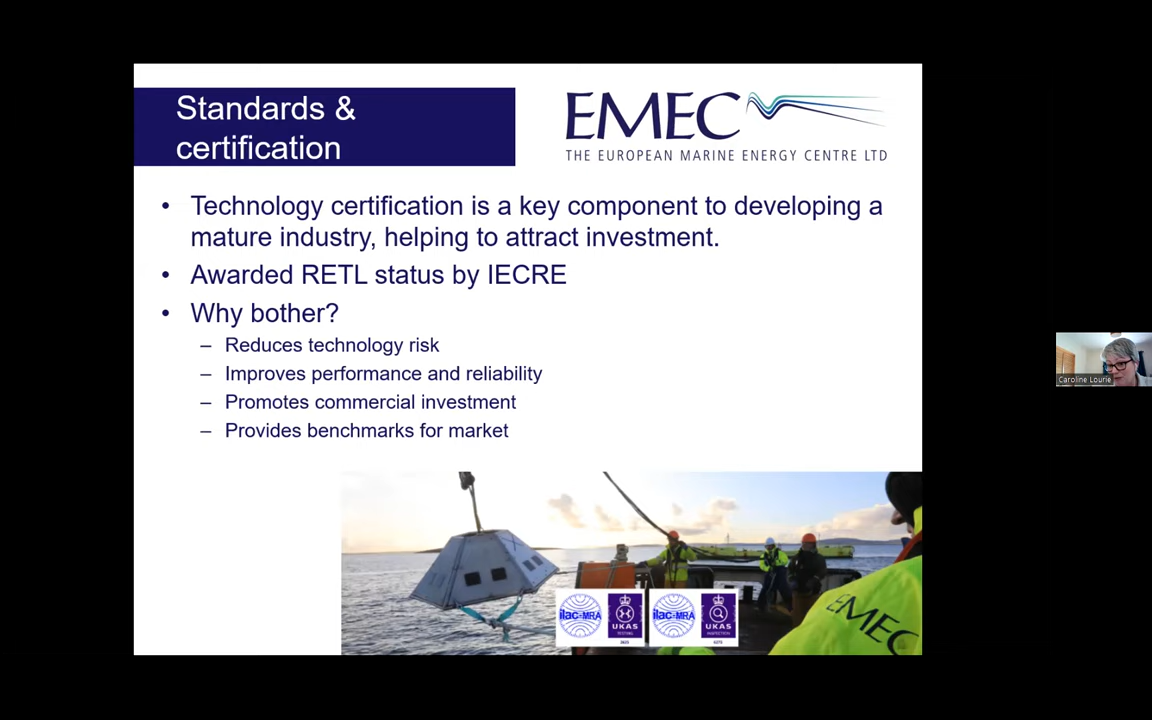 Standards &
certification
EMEC
THE EUROPEAN MARINE ENERGY CENTRE LTD
• Technology certification is a key component to developing a
mature industry, helping to attract investment.
• Awarded RETL status by IECRE
• Why bother?
– Reduces technology risk
– Improves performance and reliability
– Promotes commercial investment
– Provides benchmarks for market
Caroline Lourie
EMEC
ilac-MRA
UKAS
TESTING
ilac-MRA
UKAS
INSPECTION